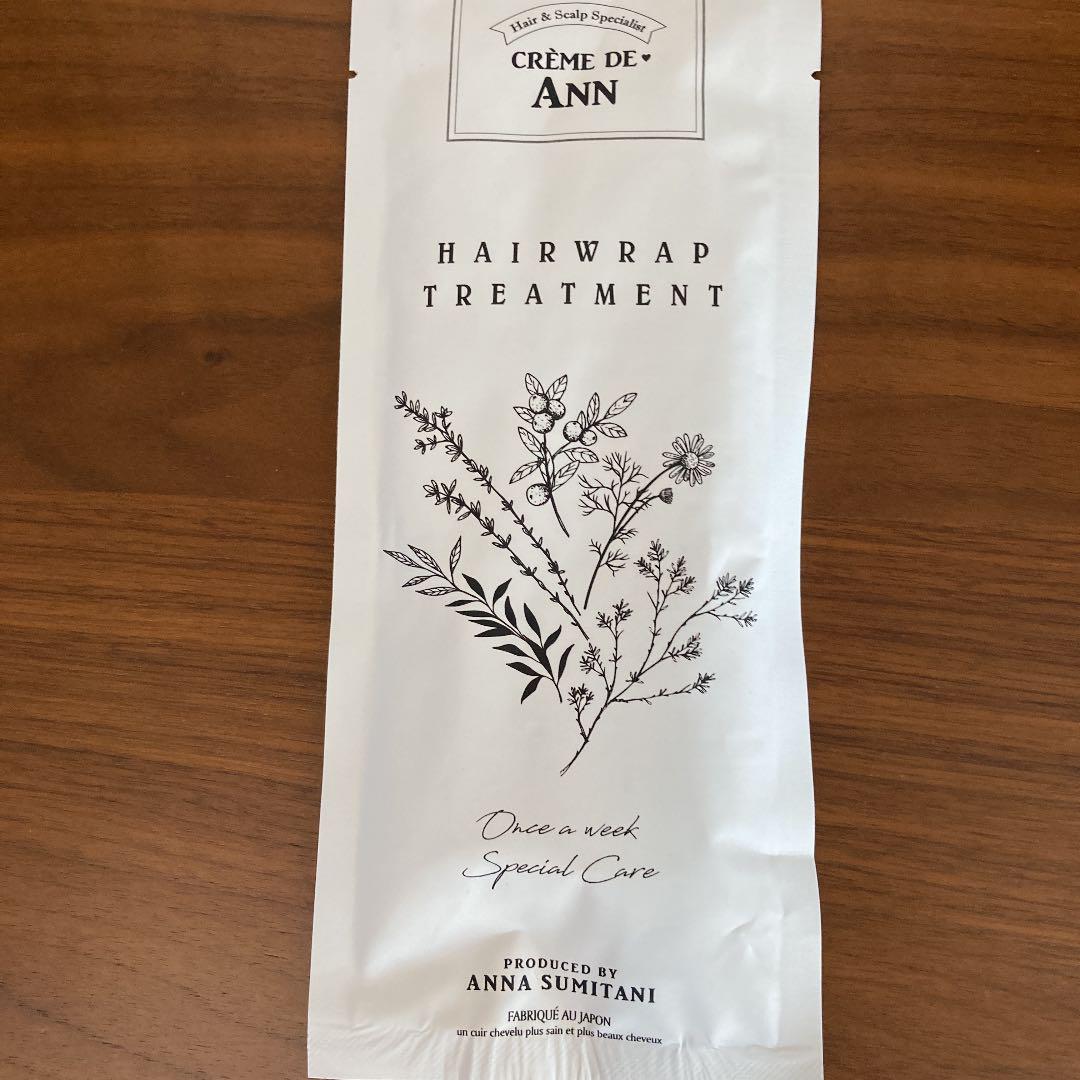 Hair & Scalp Specialist
CRÈME DE♥
ANN
HAIRWRAP
TREATMENT
Once a week
Special Care
PRODUCED BY
ANNA SUMITANI
FABRIQUÉ AU JAPON
un cuir chevelu plus sain et plus beaux cheveux